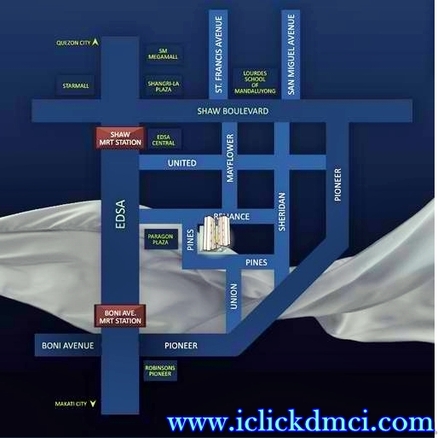 QUEZON CITY
SM
MEGAMALL
ST. FRANCIS AVENUE
SAN MIGUEL AVENUE
STARMALL
SHANGRI-LA
PLAZA
LOURDES
SCHOOL
OF
MANDALUYONG
SHAW BOULEVARD
SHAW
MRT STATION
EDSA
CENTRAL
MAYFLOWER
UNITED
PIONEER
EDSA
RELIANCE
SHERIDAN
PARAGON
PLAZA
PINES
PINES
UNION
BONI AVE.
MRT STATION
BONI AVENUE
PIONEER
ROBINSONS
PIONEER
MAKATI CITY
www.iclickdmci.com